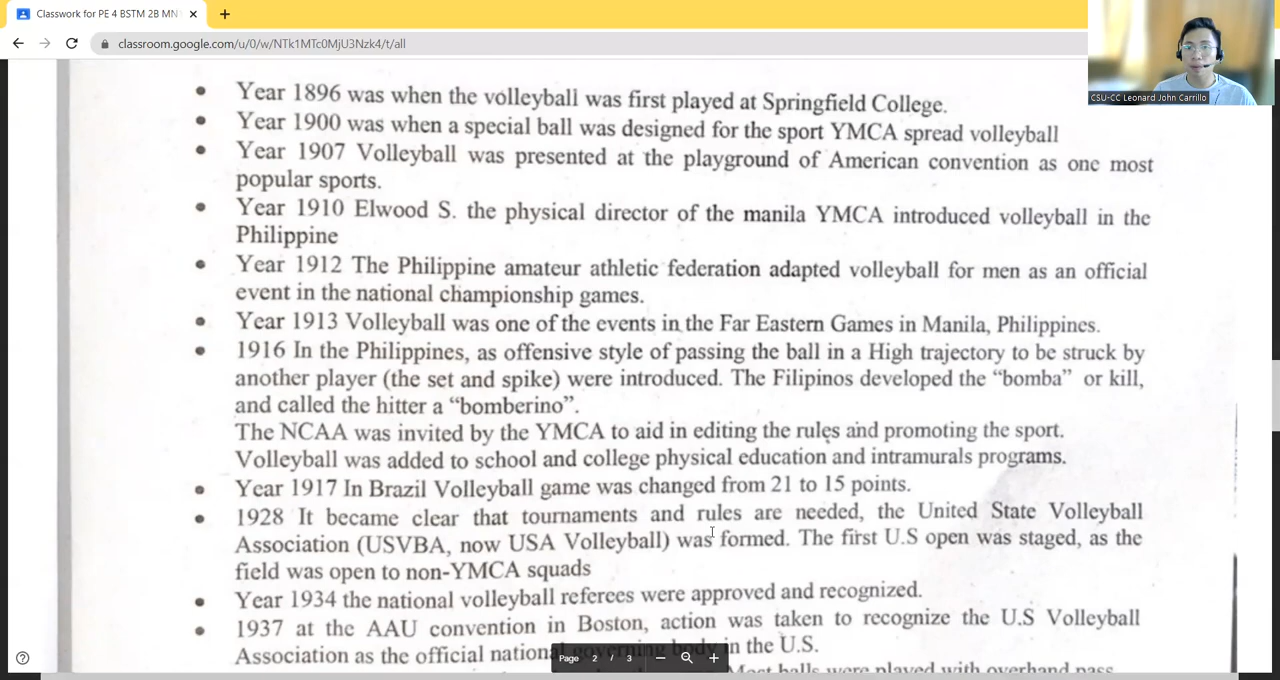 Classwork for PE 4 BSTM 2B MN
classroom.google.com/u/0/w/NTk1MTc0MjU3Nzk4/t/all
CSU-CC Leonard John Carrillo
• Year 1896 was when the volleyball was first played at Springfield College.
• Year 1900 was when a special ball was designed for the sport YMCA spread volleyball
• Year 1907 Volleyball was presented at the playground of American convention as one most
popular sports.
• Year 1910 Elwood S. the physical director of the manila YMCA introduced volleyball in the
Philippine
• Year 1912 The Philippine amateur athletic federation adapted volleyball for men as an official
event in the national championship games.
• Year 1913 Volleyball was one of the events in the Far Eastern Games in Manila, Philippines.
• 1916 In the Philippines, as offensive style of passing the ball in a High trajectory to be struck by
another player (the set and spike) were introduced. The Filipinos developed the “bomba” or kill,
and called the hitter a “bomberino”.
The NCAA was invited by the YMCA to aid in editing the rules and promoting the sport.
Volleyball was added to school and college physical education and intramurals programs.
• Year 1917 In Brazil Volleyball game was changed from 21 to 15 points.
• 1928 It became clear that tournaments and rules are needed, the United State Volleyball
Association (USVBA, now USA Volleyball) was formed. The first U.S open was staged, as the
field was open to non-YMCA squads
• Year 1934 the national volleyball referees were approved and recognized.
• 1937 at the AAU convention in Boston, action was taken to recognize the U.S Volleyball
Association as the official national governing body in the U.S.
Most balls were played with overhand pass
Page 2 / 3